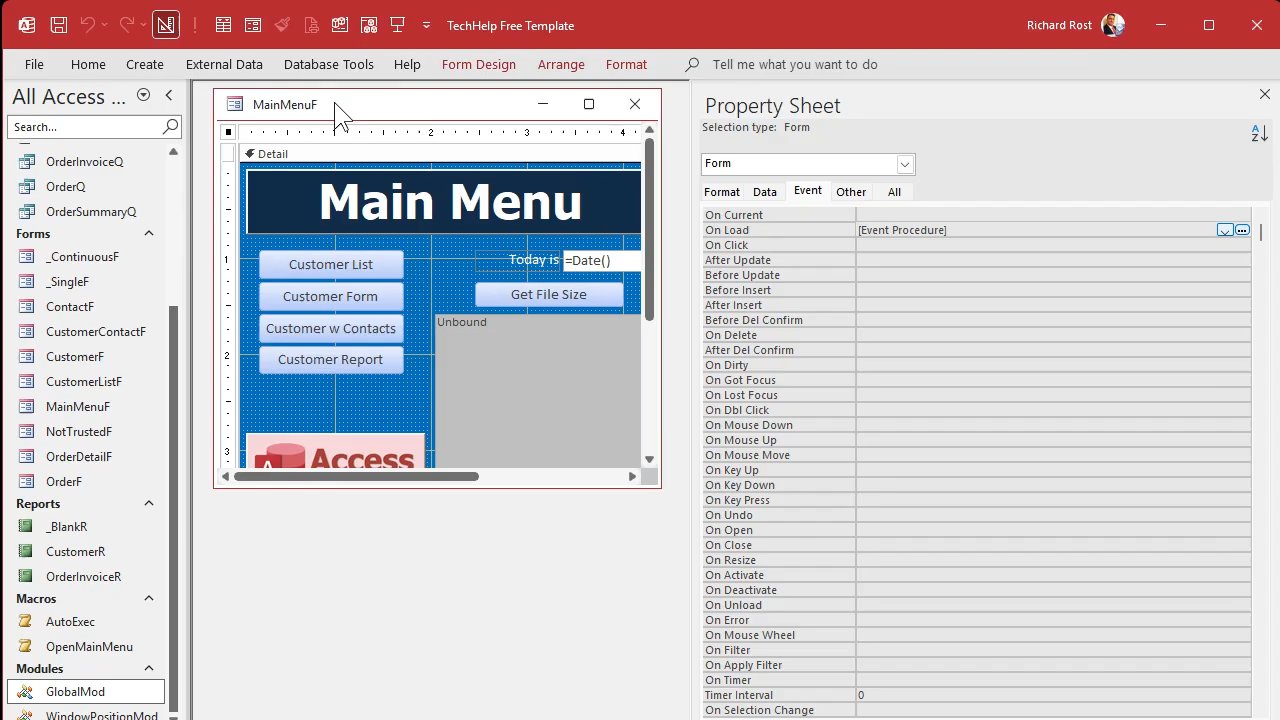 TechHelp Free Template
Richard Rost
File Home Create External Data Database Tools Help Form Design Arrange Format Tell me what you want to do
All Access ...
Search...
OrderInvoiceQ
OrderQ
OrderSummaryQ
Forms
_ContinuousF
_SingleF
ContactF
CustomerContactF
CustomerF
CustomerListF
MainMenuF
NotTrustedF
OrderDetailF
OrderF
Reports
_BlankR
CustomerR
OrderInvoiceR
Macros
AutoExec
OpenMainMenu
Modules
GlobalMod
WindowPositionMod
MainMenuF
1 2 3 4
Detail
Main Menu
1
2
3
Customer List
Customer Form
Customer w Contacts
Customer Report
Today is =Date()
Get File Size
Unbound
A Access
Property Sheet
Selection type: Form
A
Z
Form
Format Data Event Other All
On Current
On Load [Event Procedure]
On Click
After Update
Before Update
Before Insert
After Insert
Before Del Confirm
On Delete
After Del Confirm
On Dirty
On Got Focus
On Lost Focus
On Dbl Click
On Mouse Down
On Mouse Up
On Mouse Move
On Key Up
On Key Down
On Key Press
On Undo
On Open
On Close
On Resize
On Activate
On Deactivate
On Unload
On Error
On Mouse Wheel
On Filter
On Apply Filter
On Timer
Timer Interval 0
On Selection Change